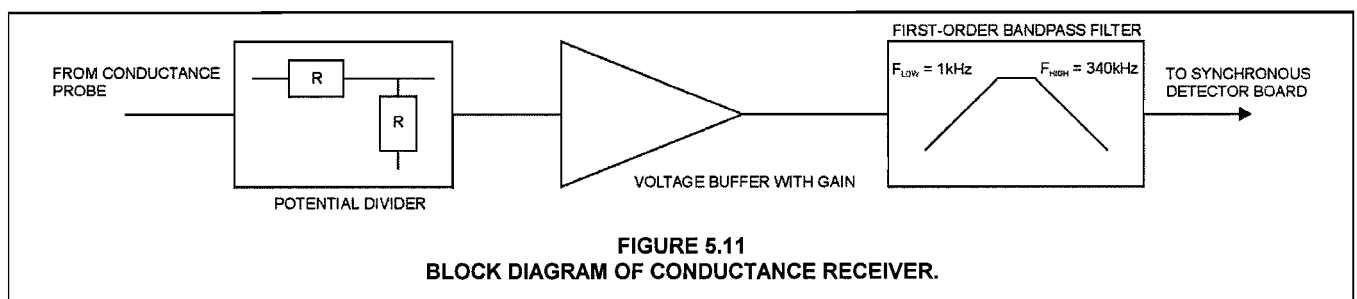 FROM CONDUCTANCE
PROBE
R
R
POTENTIAL DIVIDER
VOLTAGE BUFFER WITH GAIN
FIRST-ORDER BANDPASS FILTER
F_LOW = 1kHz
F_HIGH = 340kHz
TO SYNCHRONOUS
DETECTOR BOARD
FIGURE 5.11
BLOCK DIAGRAM OF CONDUCTANCE RECEIVER.